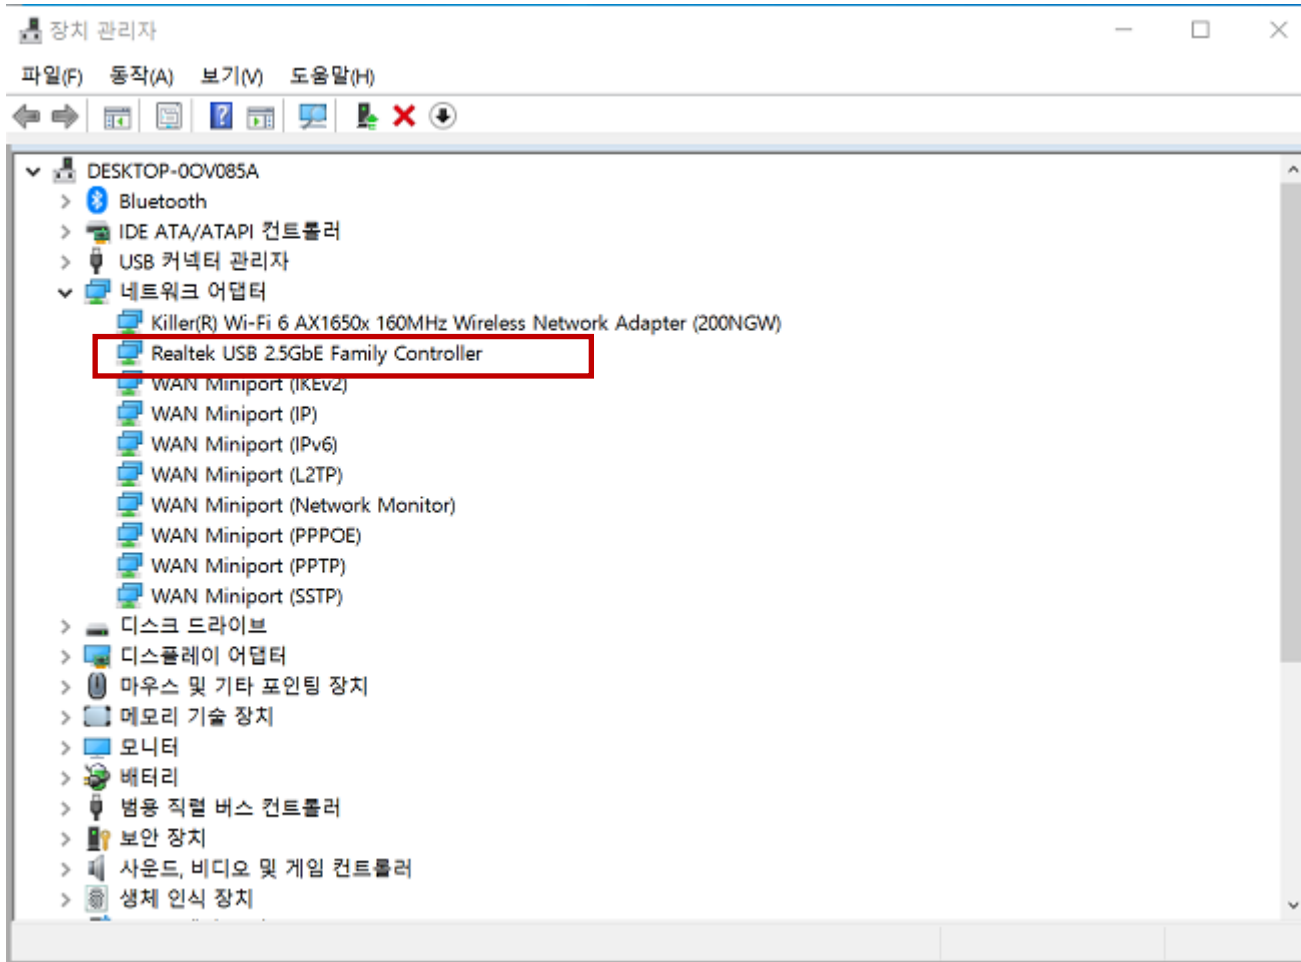 장치 관리자
파일(F) 동작(A) 보기(V) 도움말(H)
DESKTOP-0OV085A
Bluetooth
IDE ATA/ATAPI 컨트롤러
USB 커넥터 관리자
네트워크 어댑터
Killer(R) Wi-Fi 6 AX1650x 160MHz Wireless Network Adapter (200NGW)
Realtek USB 2.5GbE Family Controller
WAN Miniport (IKEv2)
WAN Miniport (IP)
WAN Miniport (IPv6)
WAN Miniport (L2TP)
WAN Miniport (Network Monitor)
WAN Miniport (PPPOE)
WAN Miniport (PPTP)
WAN Miniport (SSTP)
디스크 드라이브
디스플레이 어댑터
마우스 및 기타 포인팅 장치
메모리 기술 장치
모니터
배터리
범용 직렬 버스 컨트롤러
보안 장치
사운드, 비디오 및 게임 컨트롤러
생체 인식 장치